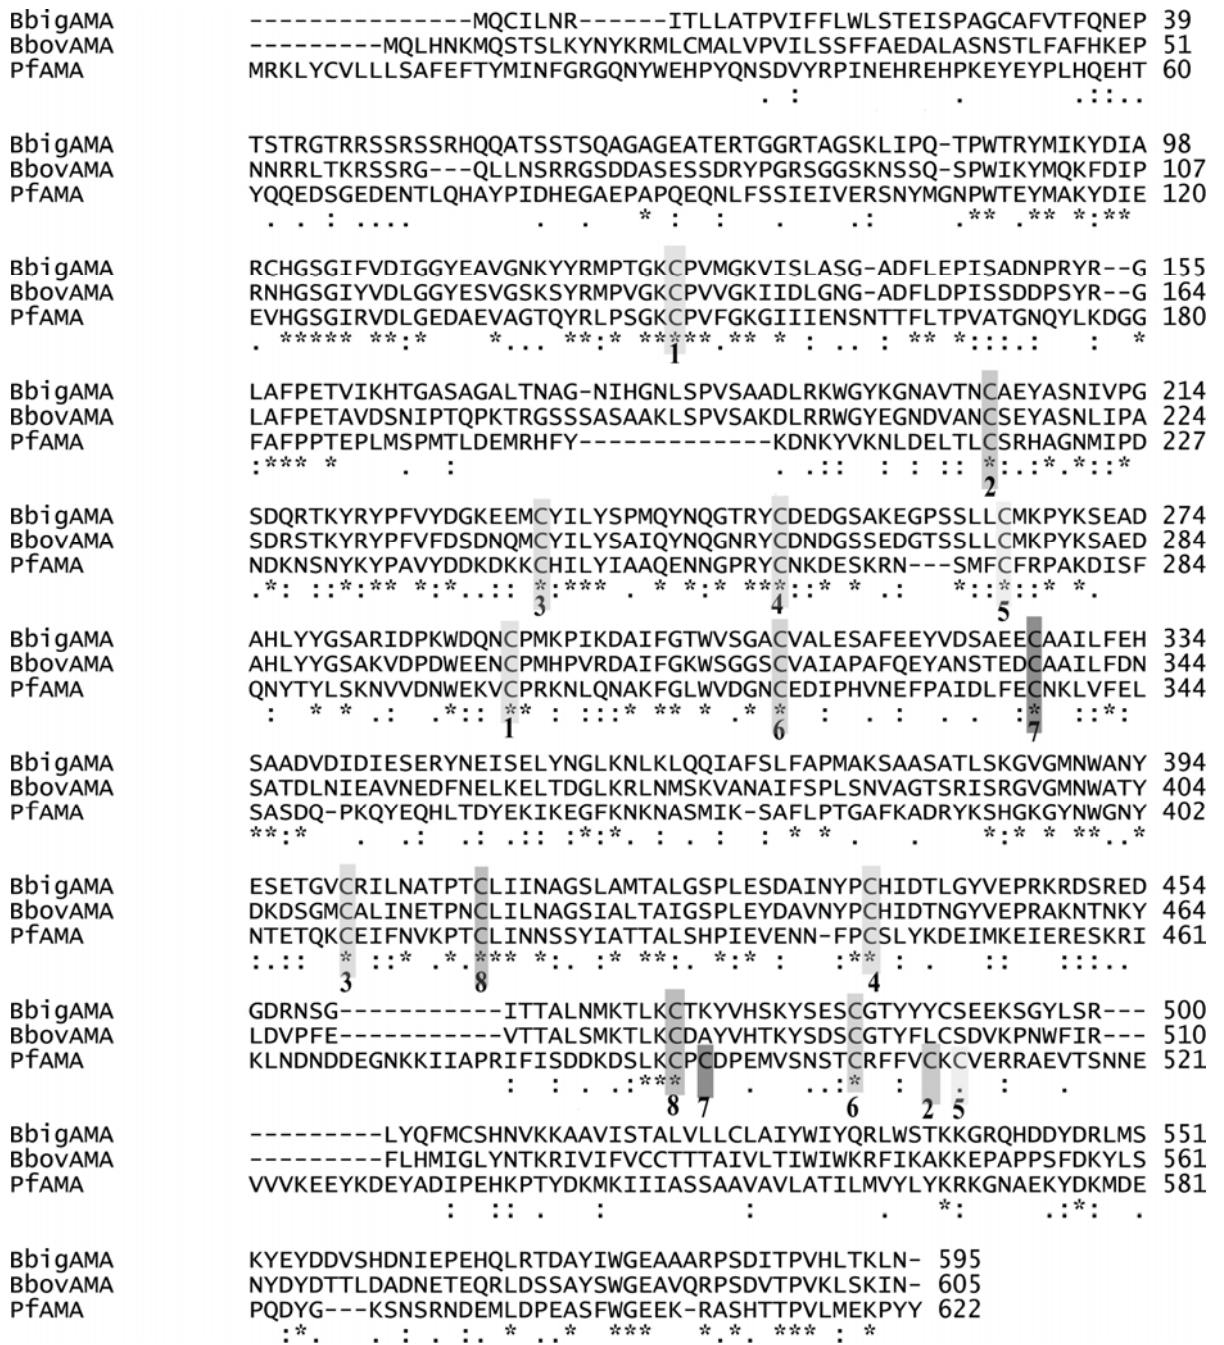 BbigAMA ---------------MQCILNR------ITLLATPVIFFLWLSTEISPAGCAFVTFQNEP 39
BbovAMA ---------MQLHNKMQSTSLKYNYKRMLCMALVPVILSSFFAEDALASNSTLFAFHKEP 51
PfAMA MRKLYCVLLLSAFEFTYMINFGRGQNYWEHPYQNSDVYRPINEHREHPKEYEYPLHQEHT 60
. : . *:::..
BbigAMA TSTRGTRRSSRSSRHQQATSSTSQAGAGEATERTGGRTAGSKLIPQ-TPWTRYMIKYDIA 98
BbovAMA NNRRLTKRSSRG---QLLNSRRGSDDASESSDRYPGRSGGSKNSSQ-SPWIKYMQKFDIP 107
PfAMA YQQEDSGEDENTLQHAYPIDHEGAEPAPQEQNLFSSIEIVERSNYMGNPWTEYMAKYDIE 120
. . : .... . . * : : . .: ** .** *:**
BbigAMA RCHGSGIFVDIGGYEAVGNKYYRMPTGKCPVMGKVISLASG-ADFLEPISADNPRYR--G 155
BbovAMA RNHGSGIYVDLGGYESVGSKSYRMPVGKCPVVGKIIDLGNG-ADFLDPISSDDPSYR--G 164
PfAMA EVHGSGIRVDLGEDAEVAGTQYRLPSGKCPVFGKGIIIENSNTTFLTPVATGNQYLKDGG 180
. ***** **:* *... **:* *****.** * : .. : ** *::::.: : *
1
BbigAMA LAFPETVIKHTGASAGALTNAG-NIHGNLSPVSAADLRKWGYKGNAVTNCAEYASNIVPG 214
BbovAMA LAFPETAVDSNIPTQPKTRGSSSSASAAKLSPVSAKDLRRWGYEGNDVANCSEYASNLIPA 224
PfAMA FAFPPTEPLMSPMTLDEMRHFY-------------KDNKYVKNLDELTLCSRHAGNMIPD 227
:*** * . : . .:: : : :: *:.:*.*::*
2
BbigAMA SDQRTKYRYPFVYDGKEEMCYILYSPMQYNQGTRYCDEDGSAKEGPSSLLCMKPYKSEAD 274
BbovAMA SDRSTKYRYPFVFDSDNQMCYILYSAIQYNQGNRYCDNDGSSEDGTSSLLCMKPYKSAED 284
PfAMA NDKNSNYKYPAVYDDKDKKCHILYIAAQENNGPRYCNKDESKRN---SMFCFRPAKDISF 284
.*: ::*:** *:*..:: *:*** . * *:* ***::* * .: *::*::* *.
3 4 5
BbigAMA AHLYYGSARIDPKWDQNCPMKPIKDAIFGTWVSGACVALESAFEEYVDSAEECAAILFEH 334
BbovAMA AHLYYGSAKVDPDWEENCPMHPVRDAIFGKWSGGSCVAIAPAFQEYANSTEDCAAILFDN 344
PfAMA QNYTYLSKNVVDNWEKVCPRKNLQNAKFGLWVDGNCEDIPHVNEFPAIDLFECNKLVFEL 344
: * * .: *:: ** : :::* ** * .* * : . : . :* ::*:
1 6 7
BbigAMA SAADVDIDIESERYNEISELYNGLKNLKLQQIAFSLFAPMAKSAASATLSKGVGMNWANY 394
BbovAMA SATDLNIEAVNEDFNELKELTDGLKRLNMSKVANAIFSPLSNVAGTSRISRGVGMNWATY 404
PfAMA SASDQ-PKQYEQHLTDYEKIKEGFKNKNASMIK-SAFLPTGAFKADRYKSHGKGYNWGNY 402
**:* . .: .: .:: :*:*. : . : : * * . *:* * **..*
BbigAMA ESETGVCRILNATPTCLIINAGSLAMTALGSPLESDAINYPCHIDTLGYVEPRKRDSRED 454
BbovAMA DKDSGMCALINETPNCLILNAGSIALTAIGSPLEYDAVNYPCHIDTNGYVEPRAKNTNKY 464
PfAMA NTETQKCEIFNVKPTCLINNSSYIATTALSHPIEVENN-FPCSLYKDEIMKEIERESKRI 461
:.:: * ::* .*.*** *:. :* **:. *:* : :** : . :: :::..
3 8 4
BbigAMA GDRNSG-----------ITTALNMKTLKCTKYVHSKYSESCGTYYYCSEEKSGYLSR--- 500
BbovAMA LDVPFE-----------VTTALSMKTLKCDAYVHTKYSDSCGTYFLCSDVKPNWFIR--- 510
PfAMA KLNDNDDEGNKKIIAPRIFISDDKDSLKCPCDPEMVSNSTCRFFVCKCVERRAEVTSNNE 521
: : .:*** . ..:* : . : .
8 7 6 2 5
BbigAMA ---------LYQFMCSHNVKKAAVISTALVLLCLAIYWIYQRLWSTKKGRQHDDYDRLMS 551
BbovAMA ---------FLHMIGLYNTKRIVIFVCCTTTAIVLTIWIWKRFIKAKKEPAPPSFDKYLS 561
PfAMA VVVKEEYKDEYADIPEHKPTYDKMKIIIASSAAVAVLATILMVYLYKRKGNAEKYDKMDE 581
: :: . : : . *: .:*: .
BbigAMA KYEYDDVSHDNIEPEHQLRTDAYIWGEAAARPSDITPVHLTKLN- 595
BbovAMA NYDYDTTLDADNETEQRLDSSAYSWGEAVQRPSDVTPVKLSKIN- 605
PfAMA PQDYG---KSNSRNDEMLDPEASFWGEEK-RASHTTPVLMEKPYY 622
:*. . : . : * ..* *** *.*. *** : *